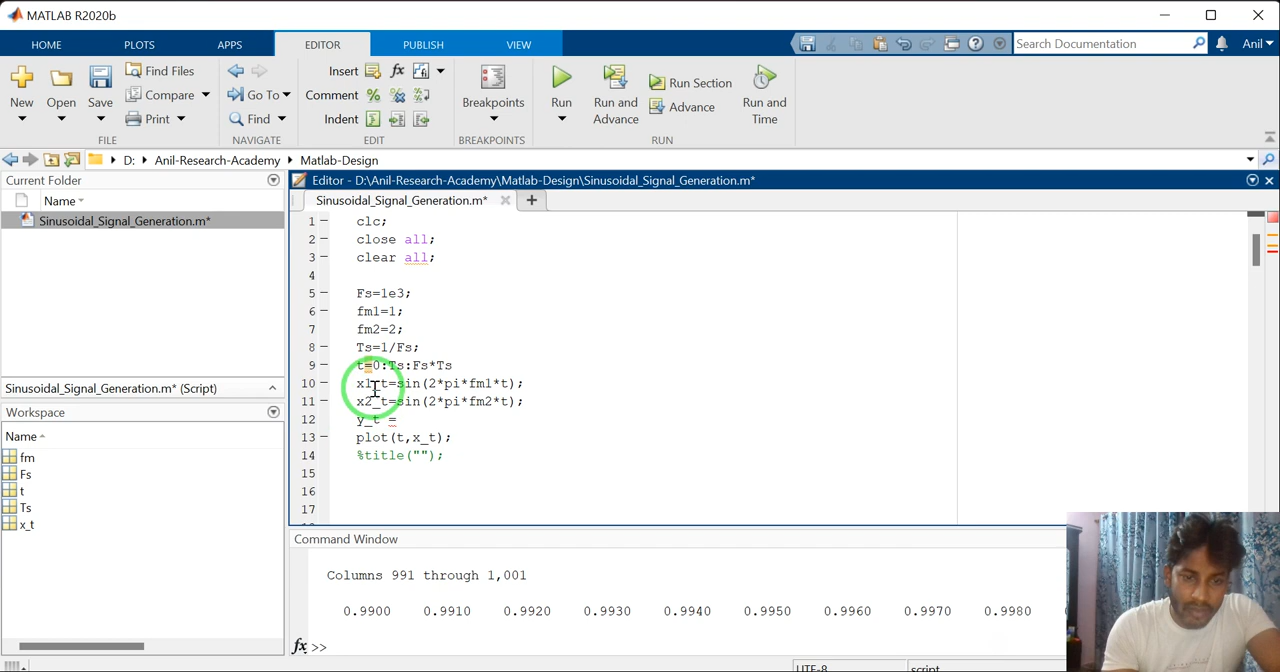 MATLAB R2020b
HOME PLOTS APPS EDITOR PUBLISH VIEW Search Documentation Anil
New Open Save Find Files Compare Print Go To Find Insert fx Comment Indent Breakpoints Run Run and Advance Run Section Advance Run and Time
FILE NAVIGATE EDIT BREAKPOINTS RUN
D: Anil-Research-Academy Matlab-Design
Current Folder
Name
Sinusoidal_Signal_Generation.m*
Sinusoidal_Signal_Generation.m* (Script)
Workspace
Name
fm
Fs
t
Ts
x_t
Editor - D:\Anil-Research-Academy\Matlab-Design\Sinusoidal_Signal_Generation.m*
Sinusoidal_Signal_Generation.m*
1 clc;
2 close all;
3 clear all;
4
5 Fs=1e3;
6 fm1=1;
7 fm2=2;
8 Ts=1/Fs;
9 t=0:Ts:Fs*Ts
10 x1_t=sin(2*pi*fm1*t);
11 x2_t=sin(2*pi*fm2*t);
12 y_t =
13 plot(t,x_t);
14 %title("");
15
16
17
Command Window
Columns 991 through 1,001
0.9900 0.9910 0.9920 0.9930 0.9940 0.9950 0.9960 0.9970 0.9980
fx >>
UTF-8 script